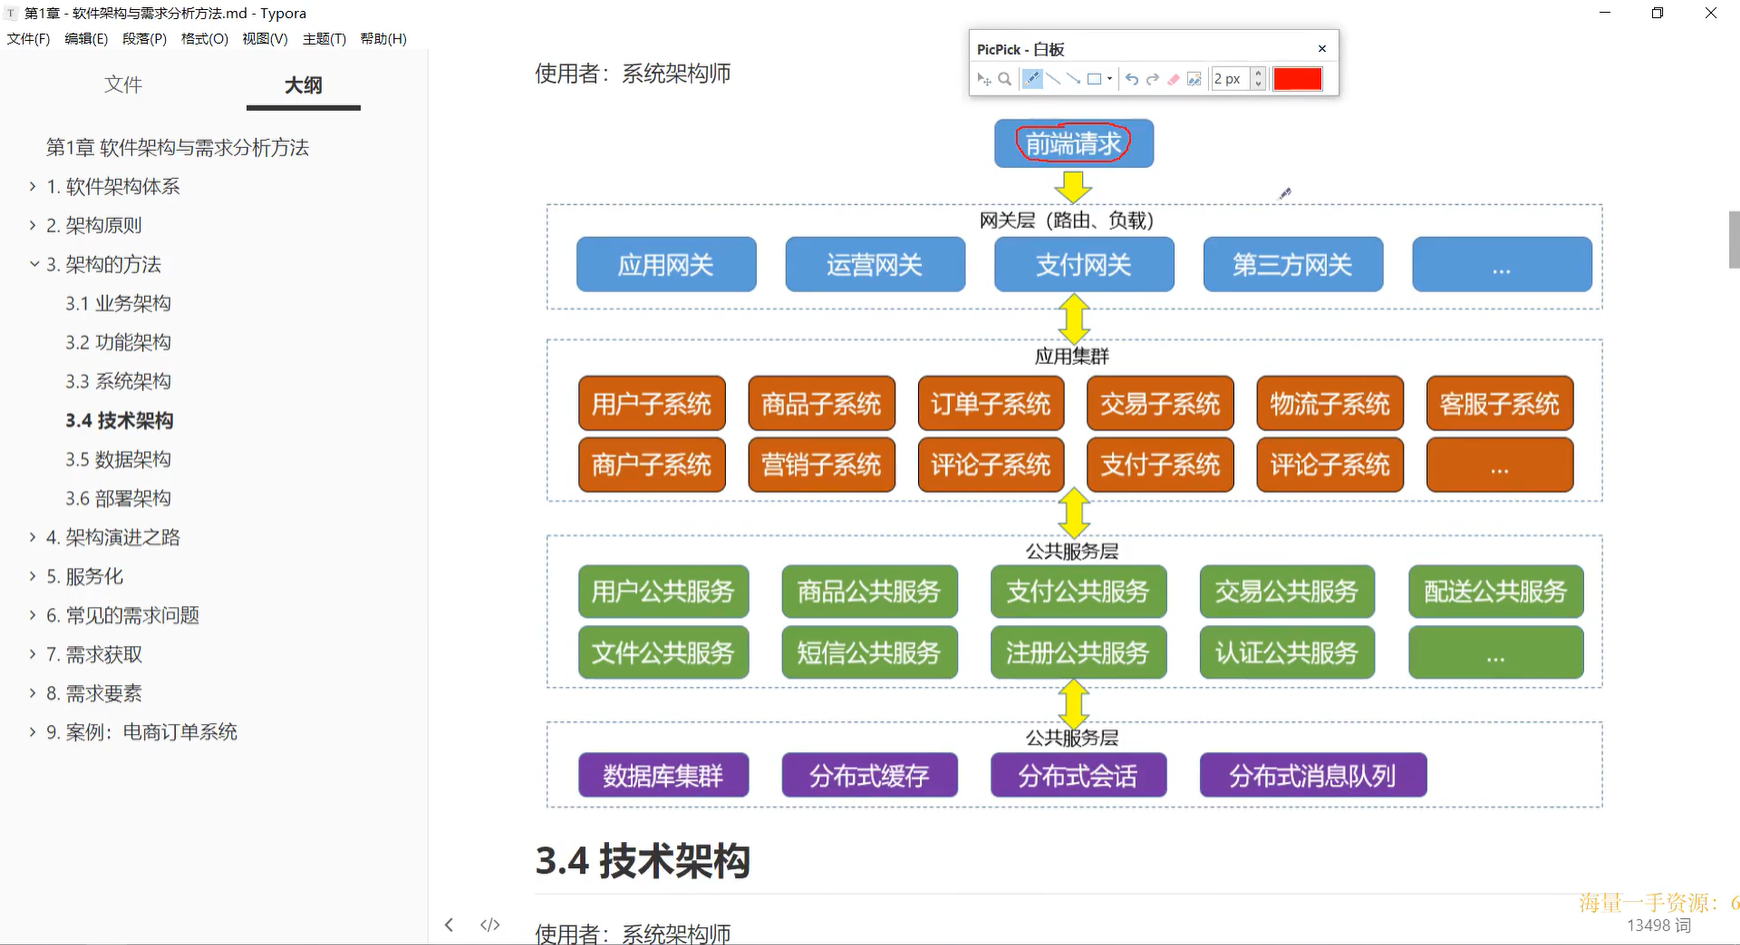 第1章 - 软件架构与需求分析方法.md - Typora
文件(F) 编辑(E) 段落(P) 格式(O) 视图(V) 主题(T) 帮助(H)
文件 大纲
第1章 软件架构与需求分析方法
1. 软件架构体系
2. 架构原则
3. 架构的方法
3.1 业务架构
3.2 功能架构
3.3 系统架构
3.4 技术架构
3.5 数据架构
3.6 部署架构
4. 架构演进之路
5. 服务化
6. 常见的需求问题
7. 需求获取
8. 需求要素
9. 案例：电商订单系统
使用者：系统架构师
PicPick - 白板
2 px
前端请求
网关层（路由、负载）
应用网关 运营网关 支付网关 第三方网关 ...
应用集群
用户子系统 商品子系统 订单子系统 交易子系统 物流子系统 客服子系统
商户子系统 营销子系统 评论子系统 支付子系统 评论子系统 ...
公共服务层
用户公共服务 商品公共服务 支付公共服务 交易公共服务 配送公共服务
文件公共服务 短信公共服务 注册公共服务 认证公共服务 ...
公共服务层
数据库集群 分布式缓存 分布式会话 分布式消息队列
3.4 技术架构
使用者：系统架构师
海量一手资源：6
13498 词